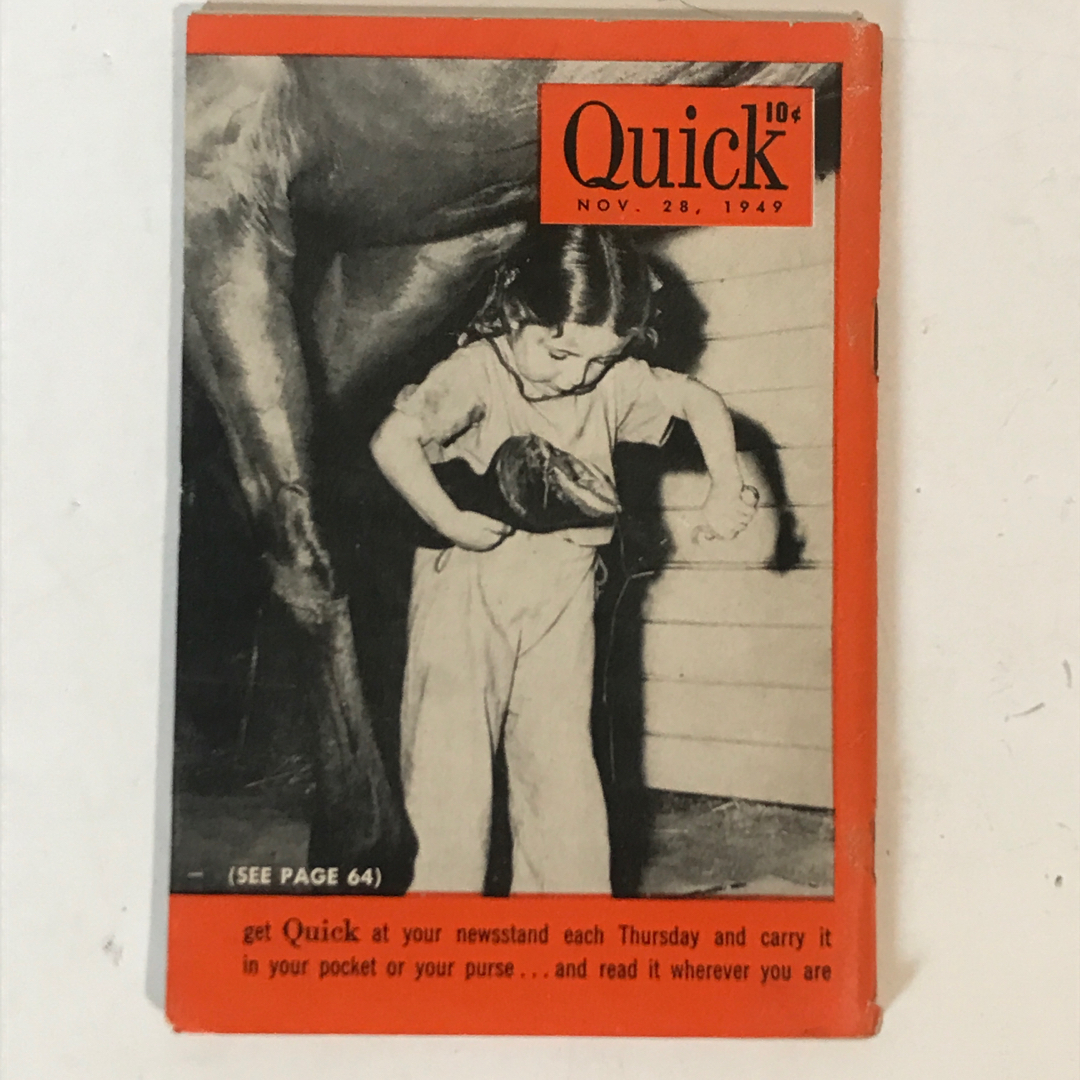 Quick 10¢
NOV. 28, 1949
(SEE PAGE 64)
get Quick at your newsstand each Thursday and carry it
in your pocket or your purse...and read it wherever you are